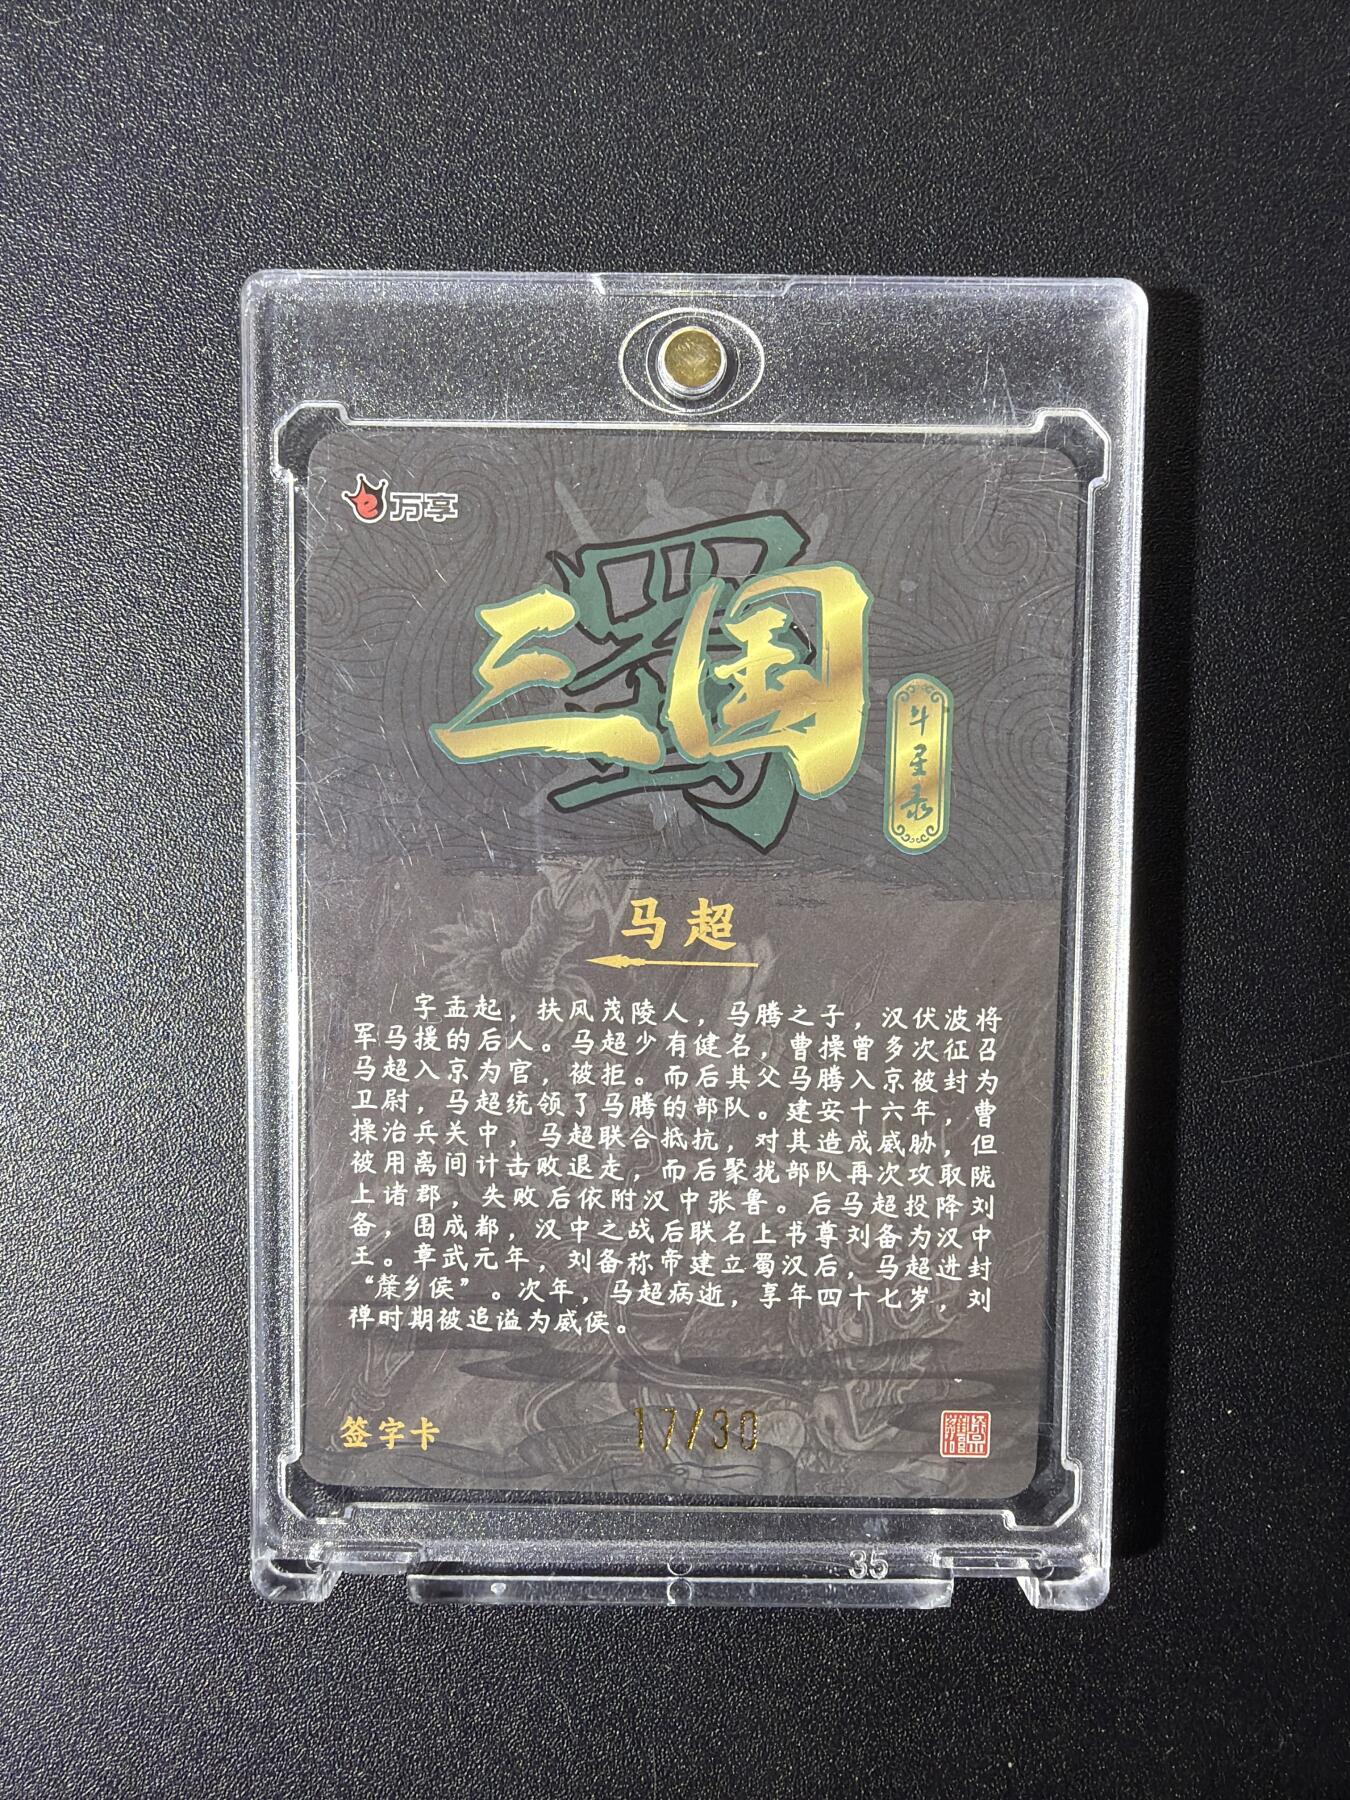 e万享
蜀
三国
斗星录
马超
字孟起，扶风茂陵人，马腾之子，汉伏波将
军马援的后人。马超少有健名，曹操曾多次征召
马超入京为官，被拒。而后其父马腾入京被封为
卫尉，马超统领了马腾的部队。建安十六年，曹
操治兵关中，马超联合抵抗，对其造成威胁，但
被用离间计击败退走，而后聚拢部队再次攻取陇
上诸郡，失败后依附汉中张鲁。后马超投降刘
备，围成都，汉中之战后联名上书尊刘备为汉中
王。章武元年，刘备称帝建立蜀汉后，马超进封
“斄乡侯”。次年，马超病逝，享年四十七岁，刘
禅时期被追谥为威侯。
签字卡
17/30
35